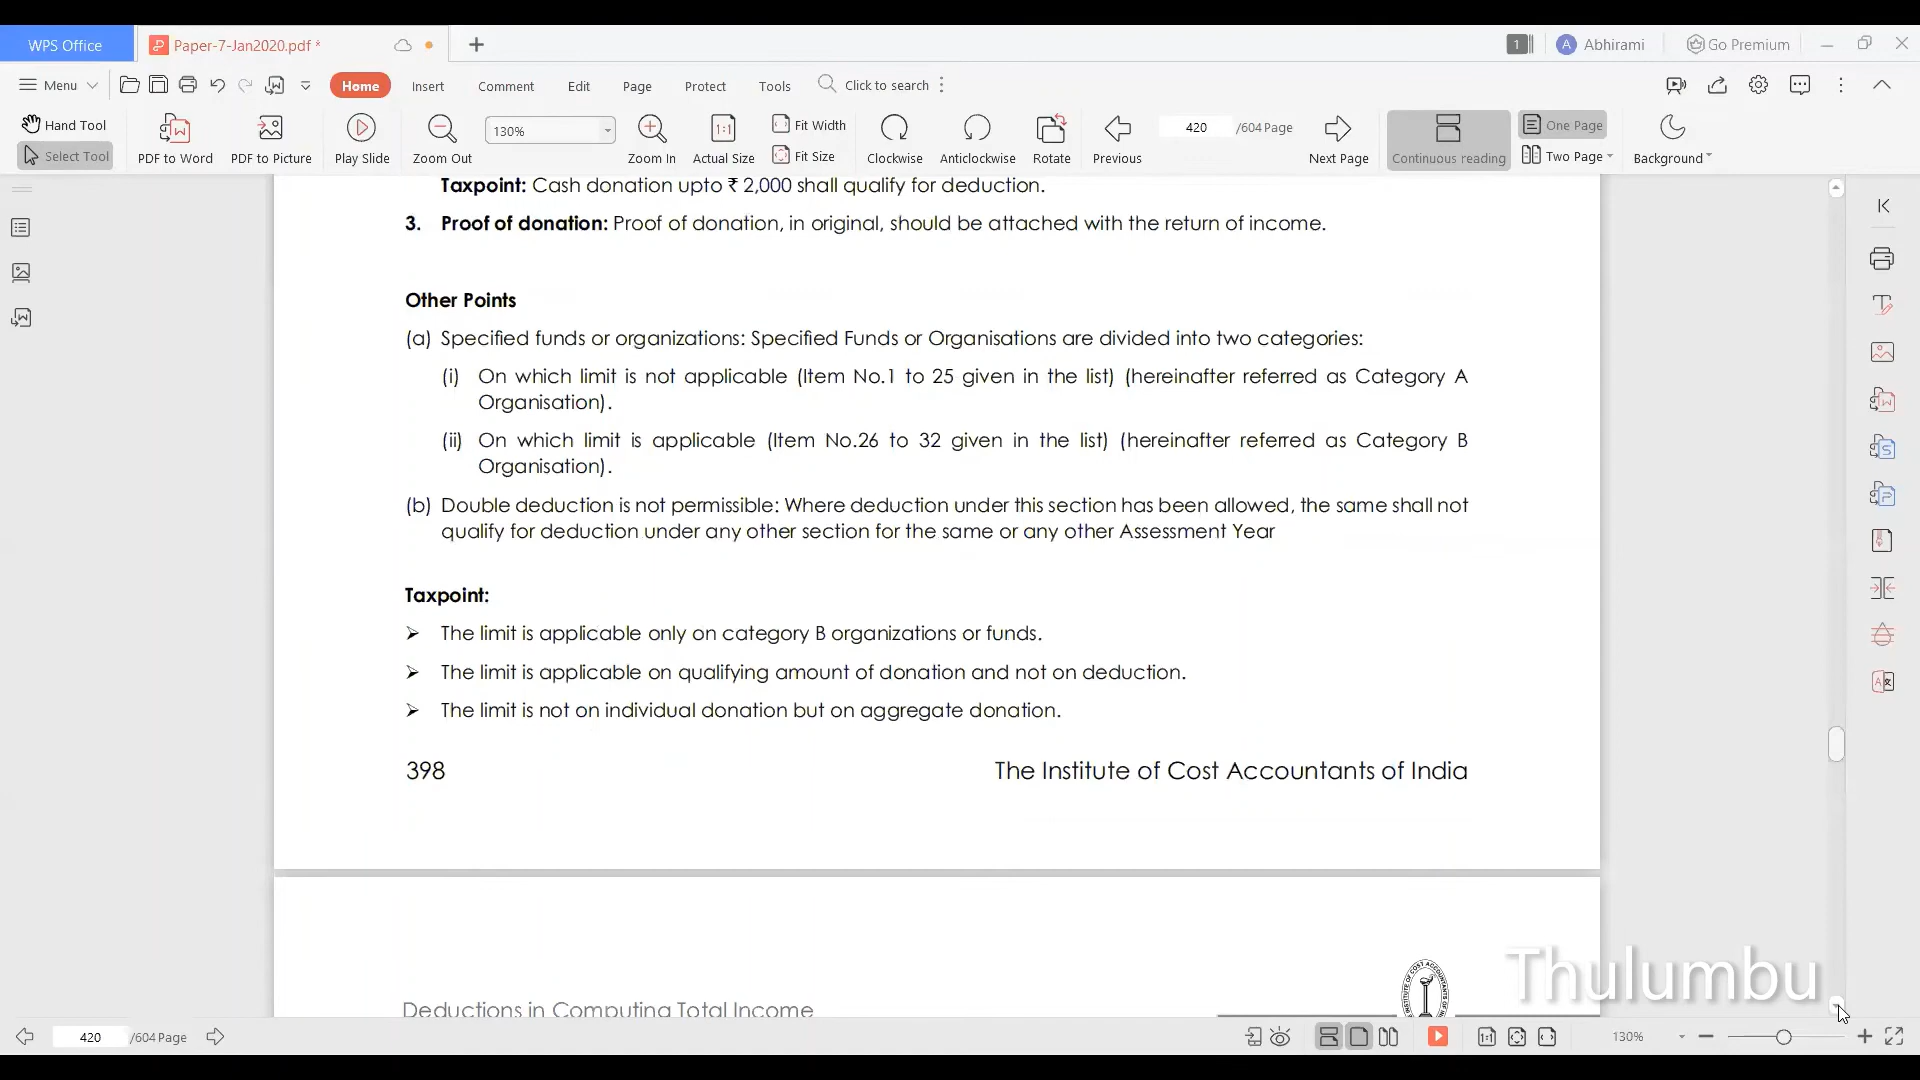 WPS Office
Paper-7-Jan2020.pdf *
1
A Abhirami
Go Premium
Menu
Home Insert Comment Edit Page Protect Tools Click to search
Hand Tool
Select Tool
PDF to Word
PDF to Picture
Play Slide
Zoom Out
130%
Zoom In
Actual Size
Fit Width
Fit Size
Clockwise
Anticlockwise
Rotate
Previous
420 /604 Page
Next Page
Continuous reading
One Page
Two Page
Background
Taxpoint: Cash donation upto ₹ 2,000 shall qualify for deduction.
3. Proof of donation: Proof of donation, in original, should be attached with the return of income.
Other Points
(a) Specified funds or organizations: Specified Funds or Organisations are divided into two categories:
(i) On which limit is not applicable (Item No.1 to 25 given in the list) (hereinafter referred as Category A
Organisation).
(ii) On which limit is applicable (Item No.26 to 32 given in the list) (hereinafter referred as Category B
Organisation).
(b) Double deduction is not permissible: Where deduction under this section has been allowed, the same shall not
qualify for deduction under any other section for the same or any other Assessment Year
Taxpoint:
➢ The limit is applicable only on category B organizations or funds.
➢ The limit is applicable on qualifying amount of donation and not on deduction.
➢ The limit is not on individual donation but on aggregate donation.
398 The Institute of Cost Accountants of India
Thulumbu
Deductions in Computing Total Income
420 /604 Page
130%